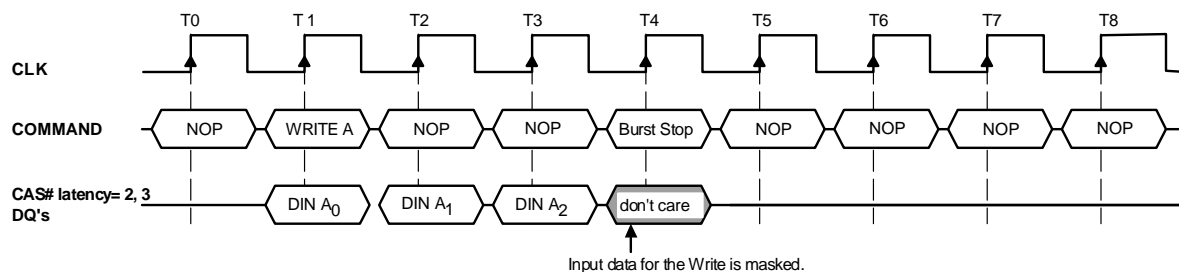 T0 T1 T2 T3 T4 T5 T6 T7 T8
CLK
COMMAND NOP WRITE A NOP NOP Burst Stop NOP NOP NOP NOP
CAS# latency= 2, 3
DQ's DIN A0 DIN A1 DIN A2 don't care
Input data for the Write is masked.